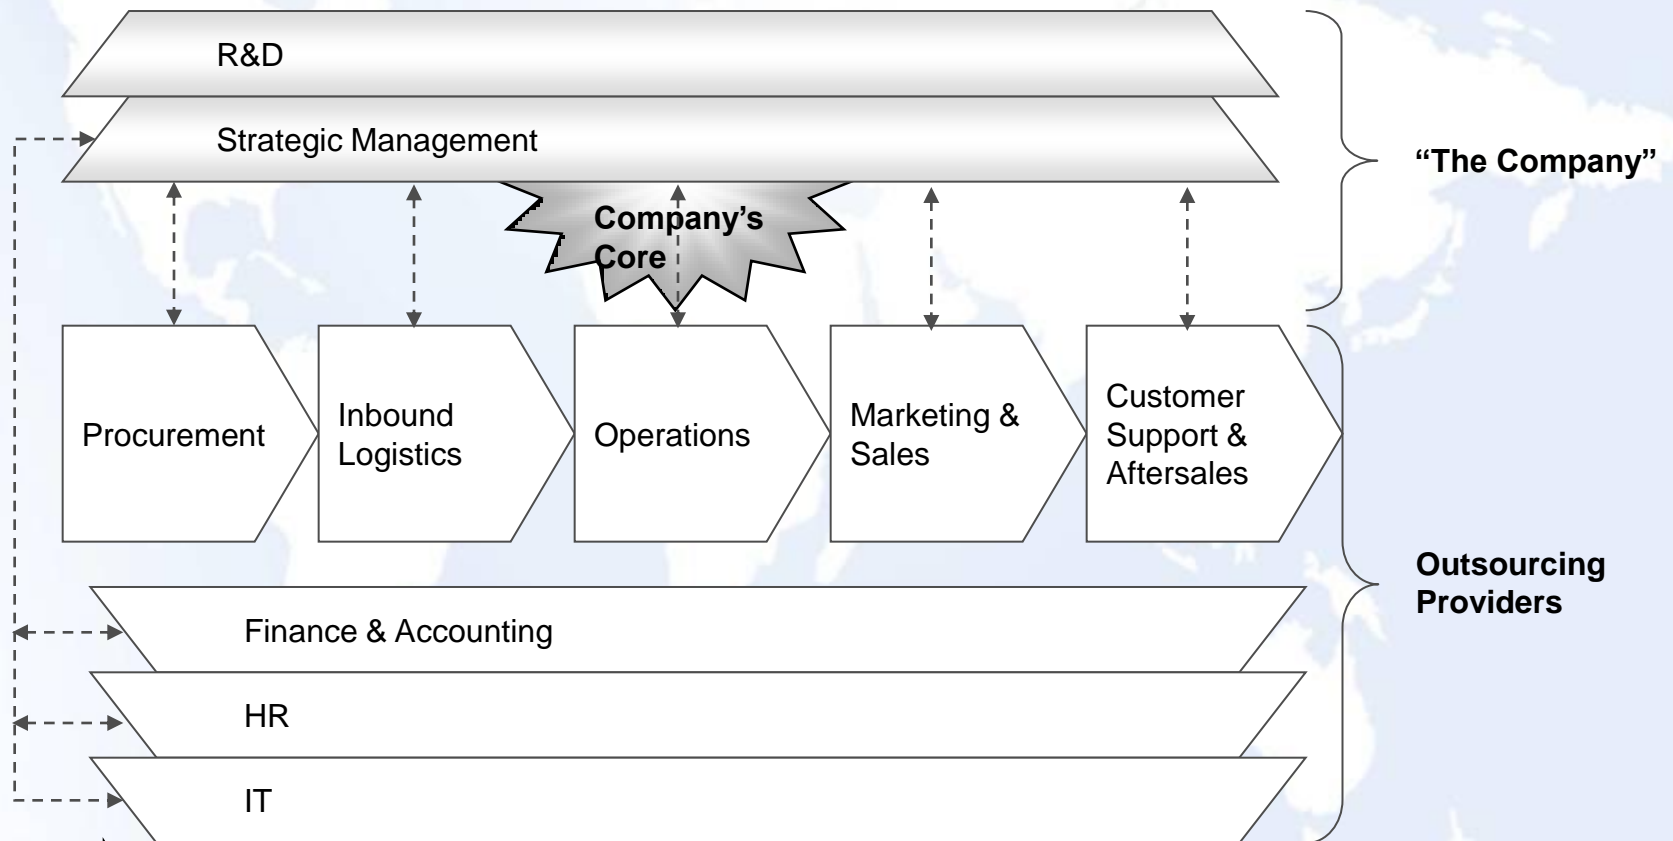 R&D
Strategic Management
“The Company”
Company’s
Core
Procurement
Inbound
Logistics
Operations
Marketing &
Sales
Customer
Support &
Aftersales
Outsourcing
Providers
Finance & Accounting
HR
IT